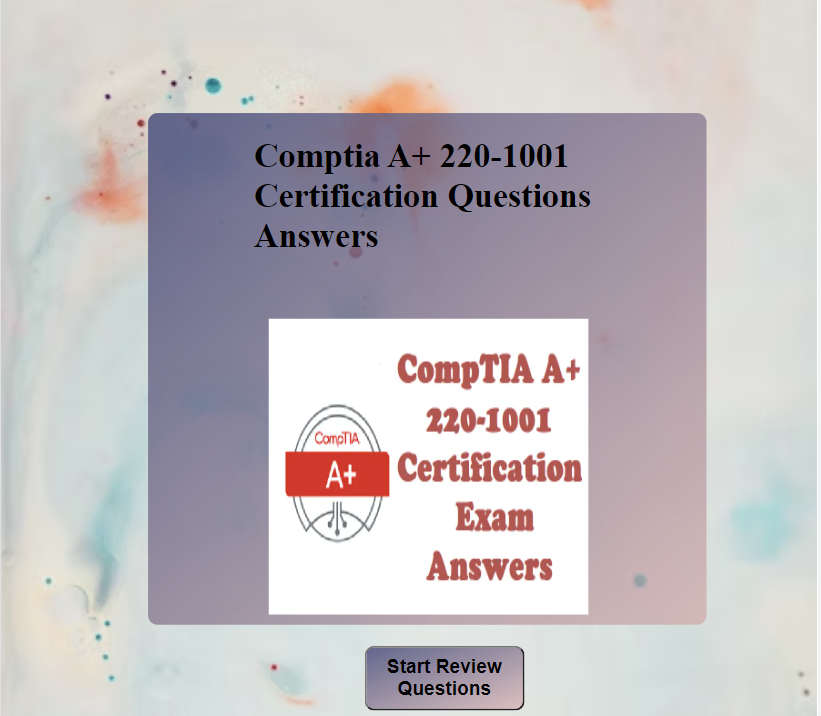 Comptia A+ 220-1001
Certification Questions
Answers
CompTIA A+
220-1001
Certification
Exam
Answers
CompTIA
A+
Start Review
Questions